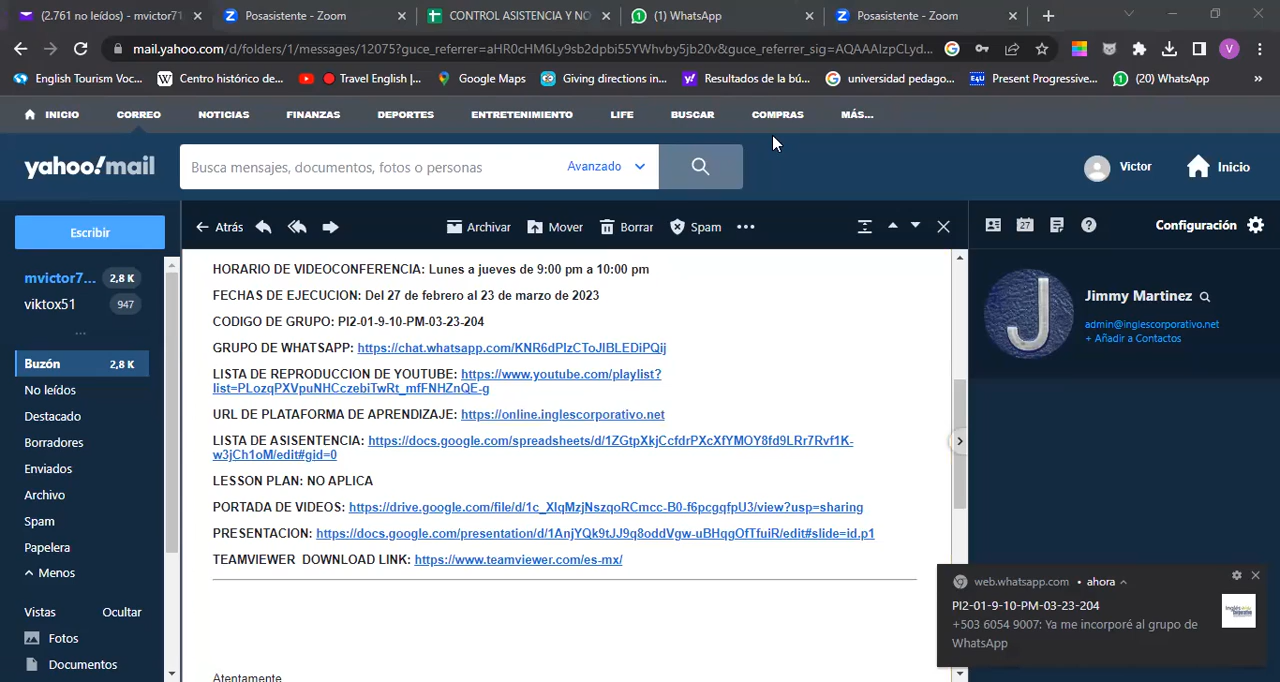 (2.761 no leídos) - mvictor71
Posasistente - Zoom
CONTROL ASISTENCIA Y NO
(1) WhatsApp
Posasistente - Zoom
mail.yahoo.com/d/folders/1/messages/12075?guce_referrer=aHR0cHM6Ly9sb2dpbi55YWhvby5jb20v&guce_referrer_sig=AQAAAIzpCLyd...
English Tourism Voc...
Centro histórico de...
Travel English |...
Google Maps
Giving directions in...
Resultados de la bú...
universidad pedago...
Present Progressive...
(20) WhatsApp
INICIO
CORREO
NOTICIAS
FINANZAS
DEPORTES
ENTRETENIMIENTO
LIFE
BUSCAR
COMPRAS
MÁS...
yahoo!mail
Busca mensajes, documentos, fotos o personas
Avanzado
Victor
Inicio
Escribir
Atrás
Archivar
Mover
Borrar
Spam
27
Configuración
mvictor7... 2,8 K
viktox51 947
...
Buzón 2,8 K
No leídos
Destacado
Borradores
Enviados
Archivo
Spam
Papelera
Menos
Vistas Ocultar
Fotos
Documentos
HORARIO DE VIDEOCONFERENCIA: Lunes a jueves de 9:00 pm a 10:00 pm
FECHAS DE EJECUCION: Del 27 de febrero al 23 de marzo de 2023
CODIGO DE GRUPO: PI2-01-9-10-PM-03-23-204
GRUPO DE WHATSAPP: https://chat.whatsapp.com/KNR6dPIzCToJIBLEDiPQij
LISTA DE REPRODUCCION DE YOUTUBE: https://www.youtube.com/playlist?
list=PLozqPXVpuNHCczebiTwRt_mfFNHZnQE-g
URL DE PLATAFORMA DE APRENDIZAJE: https://online.inglescorporativo.net
LISTA DE ASISENTENCIA: https://docs.google.com/spreadsheets/d/1ZGtpXkjCcfdrPXcXfYMOY8fd9LRr7Rvf1K-
w3jCh1oM/edit#gid=0
LESSON PLAN: NO APLICA
PORTADA DE VIDEOS: https://drive.google.com/file/d/1c_XlqMzjNszqoRCmcc-B0-f6pcgqfpU3/view?usp=sharing
PRESENTACION: https://docs.google.com/presentation/d/1AnjYQk9tJJ9q8oddVgw-uBHqgOfTfuiR/edit#slide=id.p1
TEAMVIEWER DOWNLOAD LINK: https://www.teamviewer.com/es-mx/
Atentamente
J
Jimmy Martinez
admin@inglescorporativo.net
+ Añadir a Contactos
web.whatsapp.com • ahora
PI2-01-9-10-PM-03-23-204
+503 6054 9007: Ya me incorporé al grupo de
WhatsApp